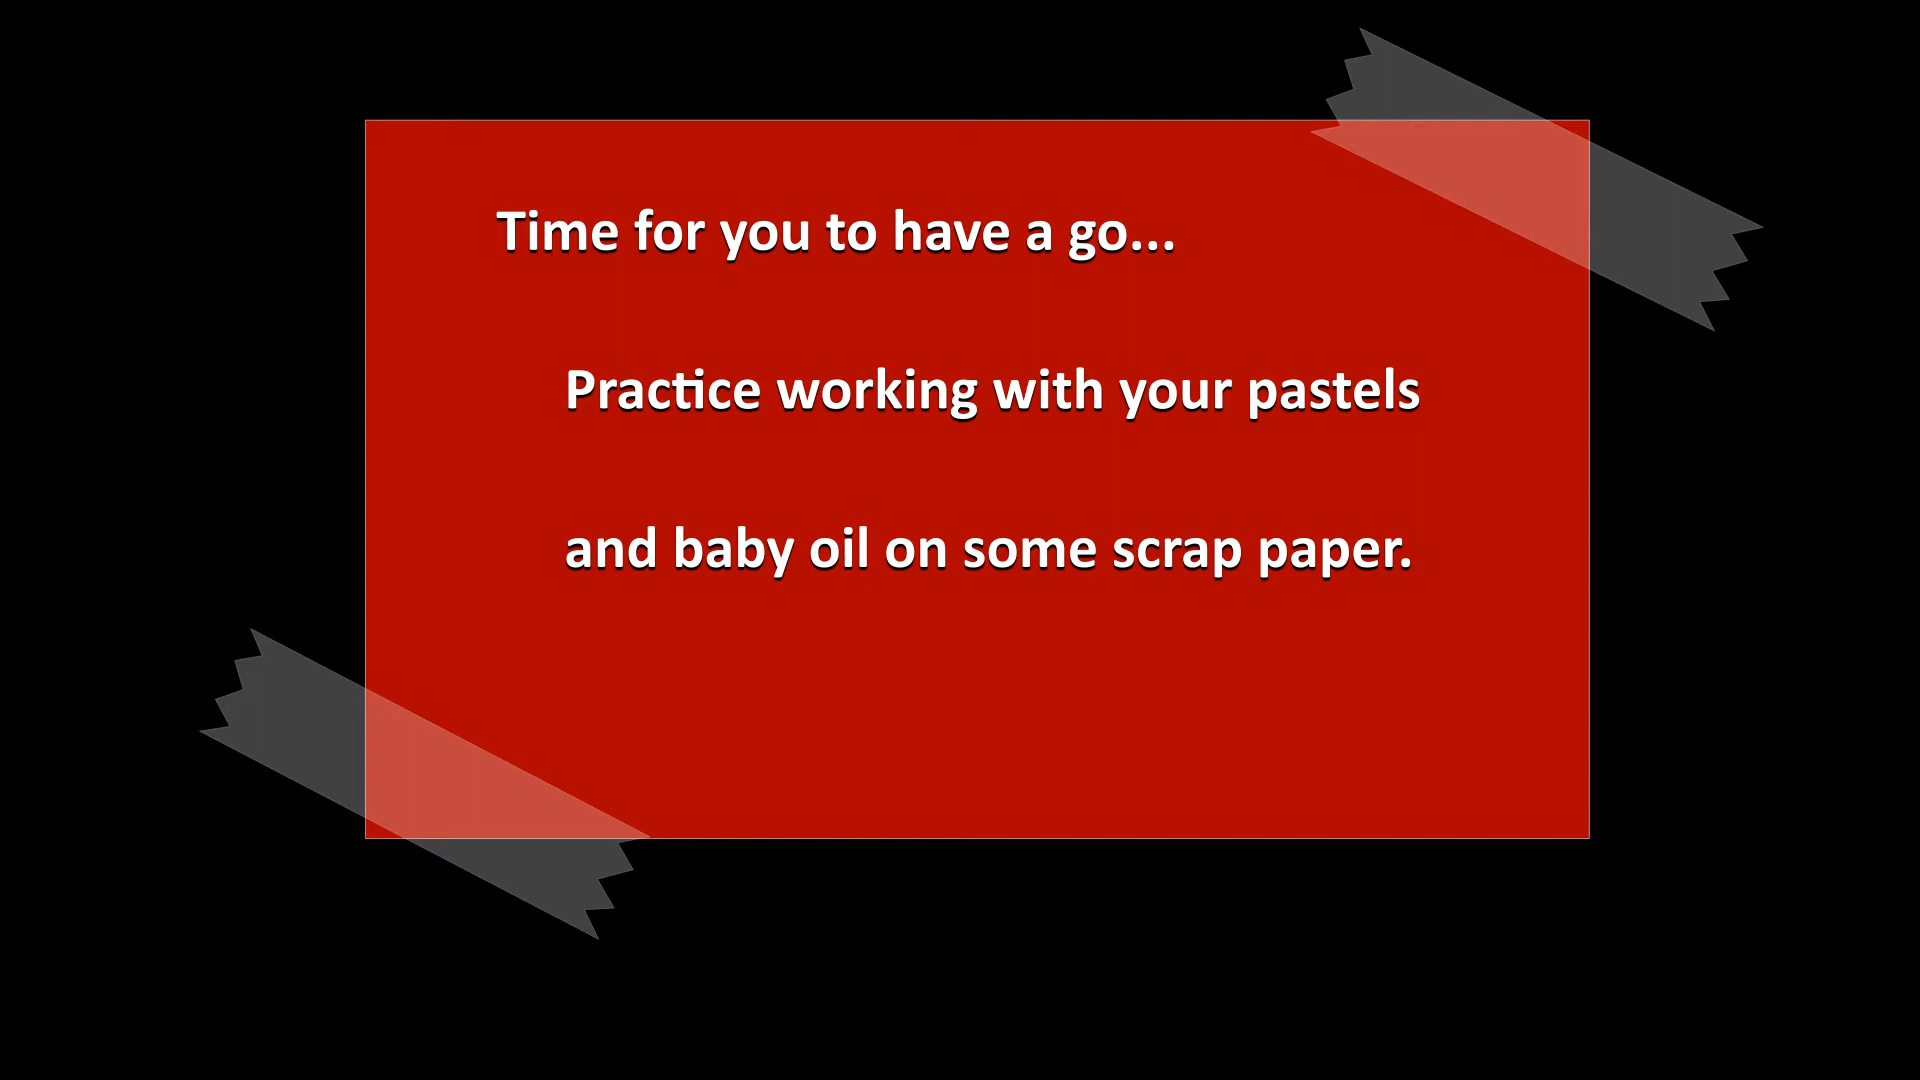 Time for you to have a go...
Practice working with your pastels
and baby oil on some scrap paper.